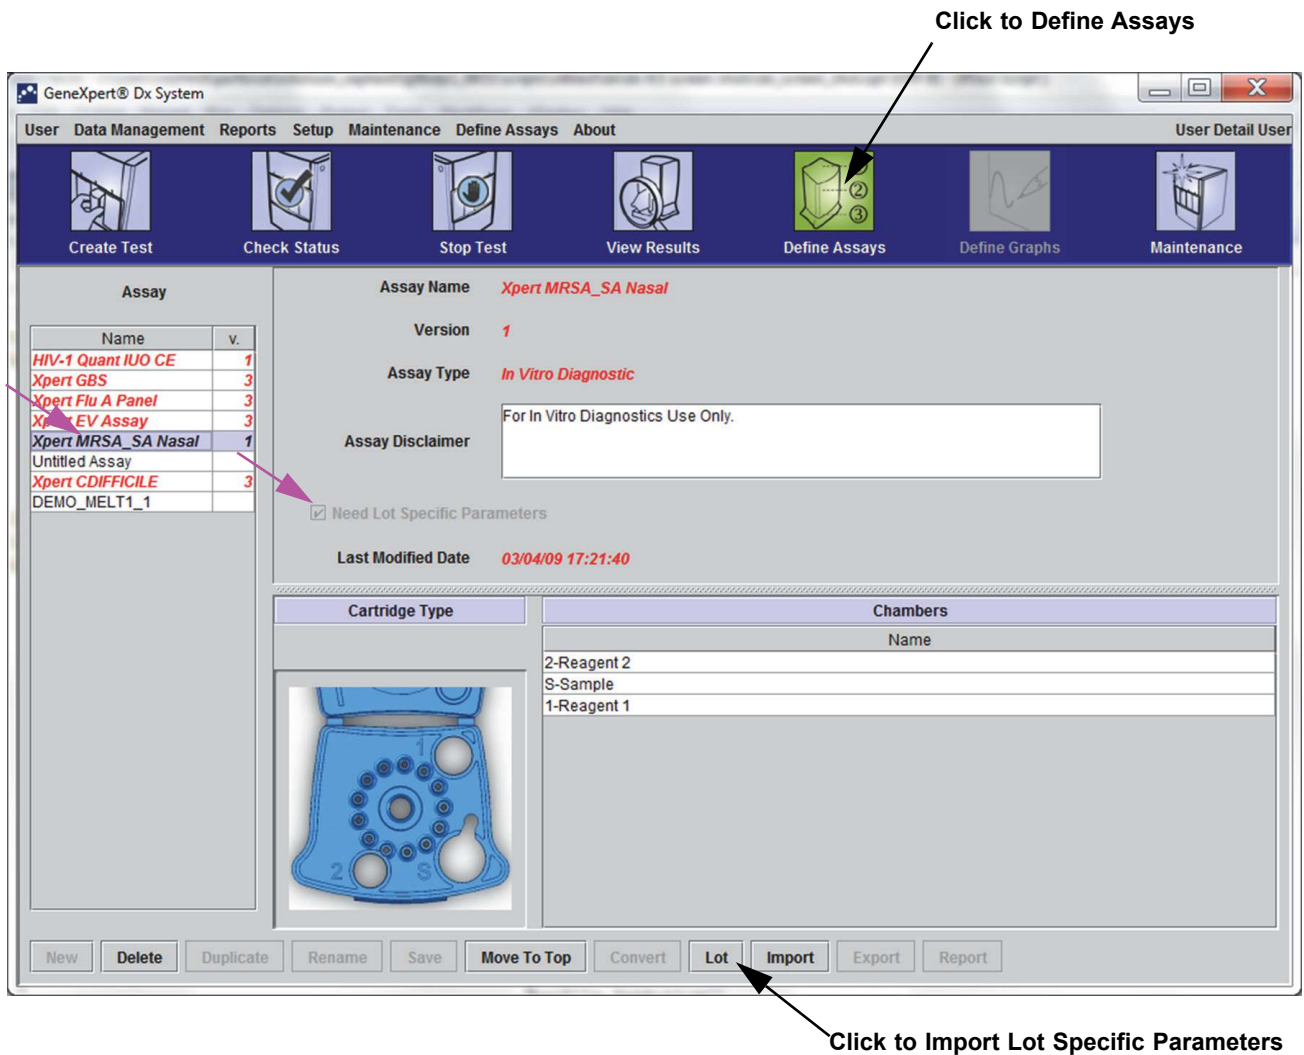 Click to Define Assays
GeneXpert® Dx System
User Data Management Reports Setup Maintenance Define Assays About User Detail User
Create Test Check Status Stop Test View Results Define Assays Define Graphs Maintenance
Assay
Name v.
HIV-1 Quant IUO CE 1
Xpert GBS 3
Xpert Flu A Panel 3
Xpert EV Assay 3
Xpert MRSA_SA Nasal 1
Untitled Assay
Xpert CDIFFICILE 3
DEMO_MELT1_1
Assay Name Xpert MRSA_SA Nasal
Version 1
Assay Type In Vitro Diagnostic
Assay Disclaimer For In Vitro Diagnostics Use Only.
Need Lot Specific Parameters
Last Modified Date 03/04/09 17:21:40
Cartridge Type
Chambers
Name
2-Reagent 2
S-Sample
1-Reagent 1
1
2 S
New Delete Duplicate Rename Save Move To Top Convert Lot Import Export Report
Click to Import Lot Specific Parameters